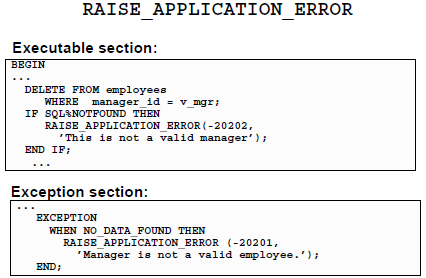 RAISE_APPLICATION_ERROR
Executable section:
BEGIN
...
DELETE FROM employees
WHERE manager_id = v_mgr;
IF SQL%NOTFOUND THEN
RAISE_APPLICATION_ERROR(-20202,
’This is not a valid manager’);
END IF;
...
Exception section:
...
EXCEPTION
WHEN NO_DATA_FOUND THEN
RAISE_APPLICATION_ERROR (-20201,
’Manager is not a valid employee.’);
END;